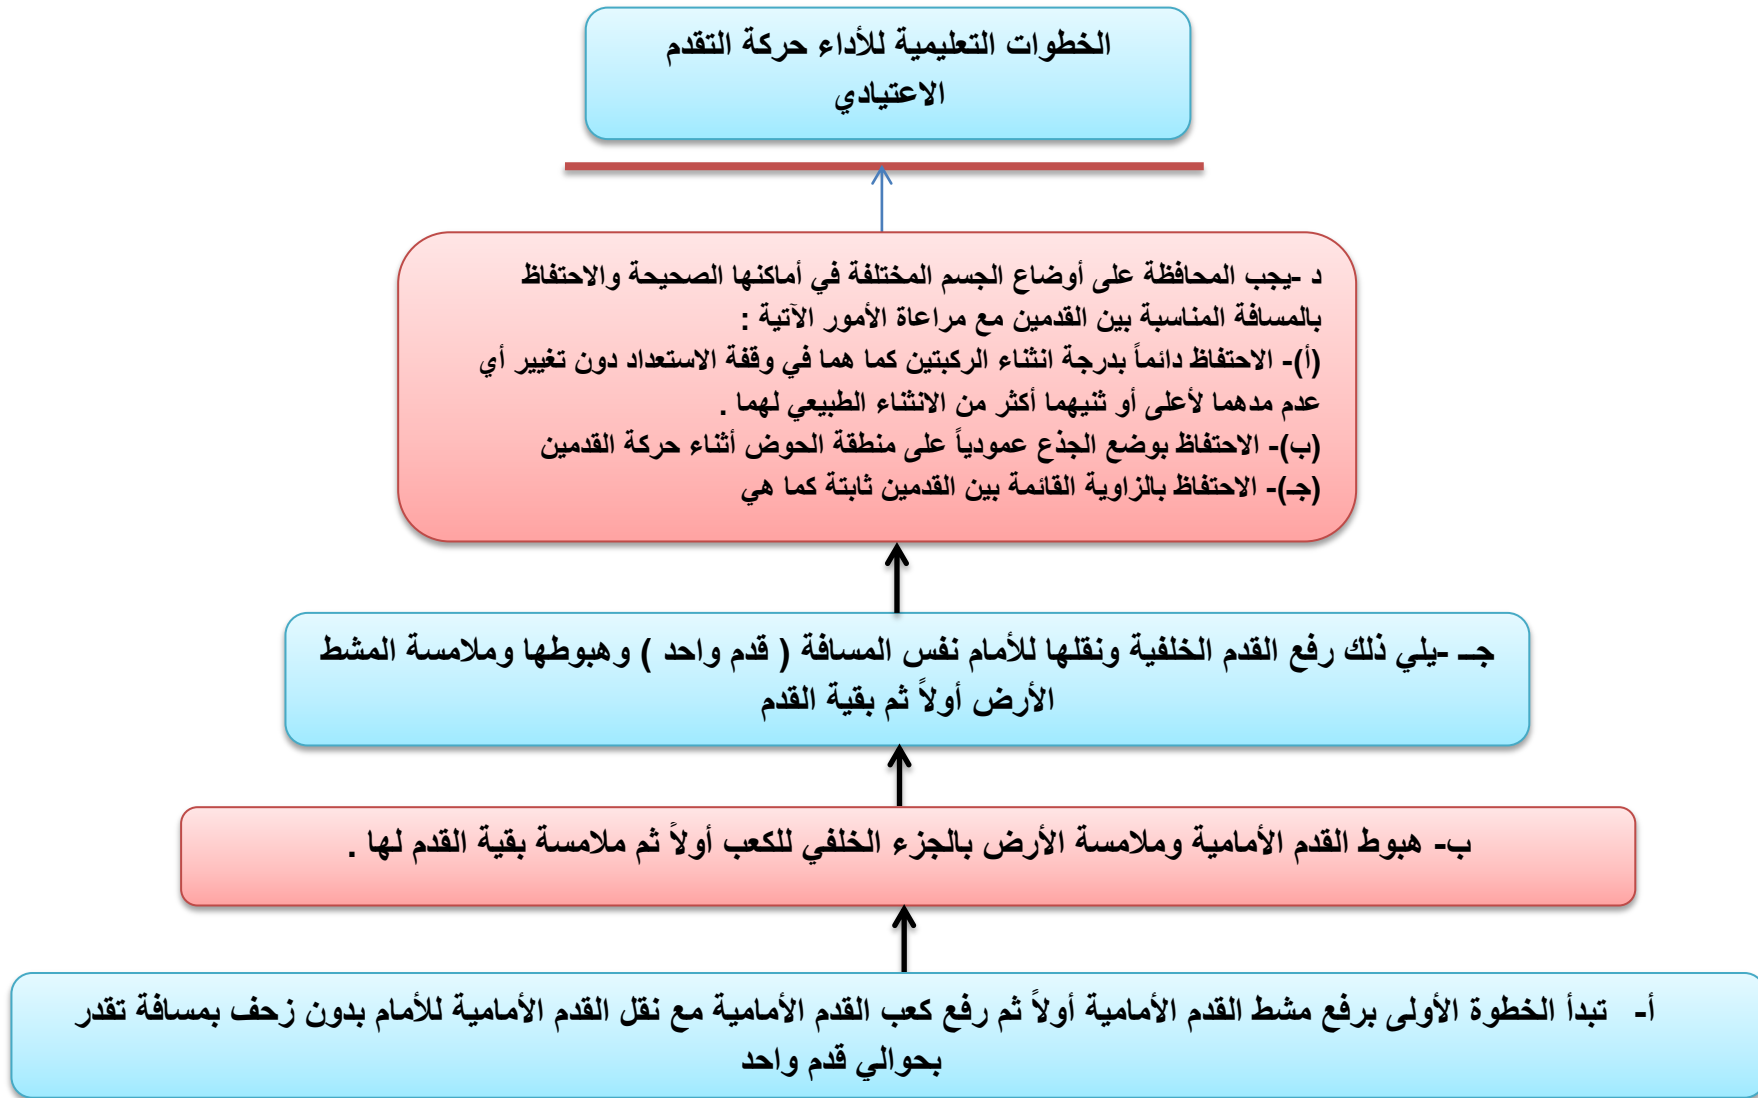 الخطوات التعليمية للأداء حركة التقدم
الاعتيادي
د -يجب المحافظة على أوضاع الجسم المختلفة في أماكنها الصحيحة والاحتفاظ
بالمسافة المناسبة بين القدمين مع مراعاة الأمور الآتية :
(أ)- الاحتفاظ دائماً بدرجة انثناء الركبتين كما هما في وقفة الاستعداد دون تغيير أي
عدم مدهما لأعلى أو ثنيهما أكثر من الانثناء الطبيعي لهما .
(ب)- الاحتفاظ بوضع الجذع عمودياً على منطقة الحوض أثناء حركة القدمين
(جـ)- الاحتفاظ بالزاوية القائمة بين القدمين ثابتة كما هي
جـ -يلي ذلك رفع القدم الخلفية ونقلها للأمام نفس المسافة ( قدم واحد ) وهبوطها وملامسة المشط
الأرض أولاً ثم بقية القدم
ب- هبوط القدم الأمامية وملامسة الأرض بالجزء الخلفي للكعب أولاً ثم ملامسة بقية القدم لها .
أ- تبدأ الخطوة الأولى برفع مشط القدم الأمامية أولاً ثم رفع كعب القدم الأمامية مع نقل القدم الأمامية للأمام بدون زحف بمسافة تقدر
بحوالي قدم واحد